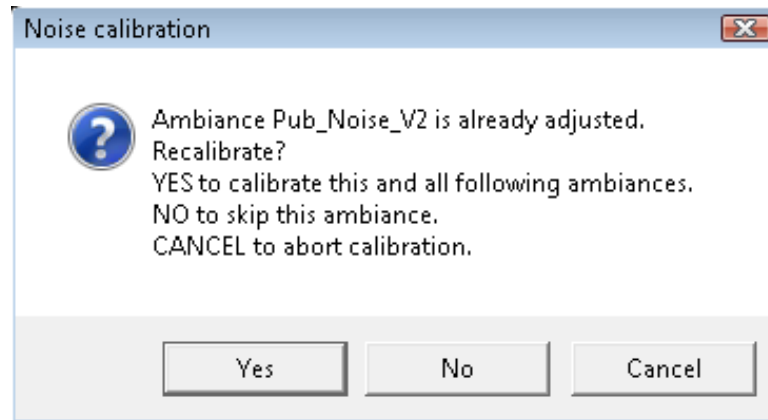 Noise calibration
Ambiance Pub_Noise_V2 is already adjusted.
Recalibrate?
YES to calibrate this and all following ambiances.
NO to skip this ambiance.
CANCEL to abort calibration.
Yes No Cancel